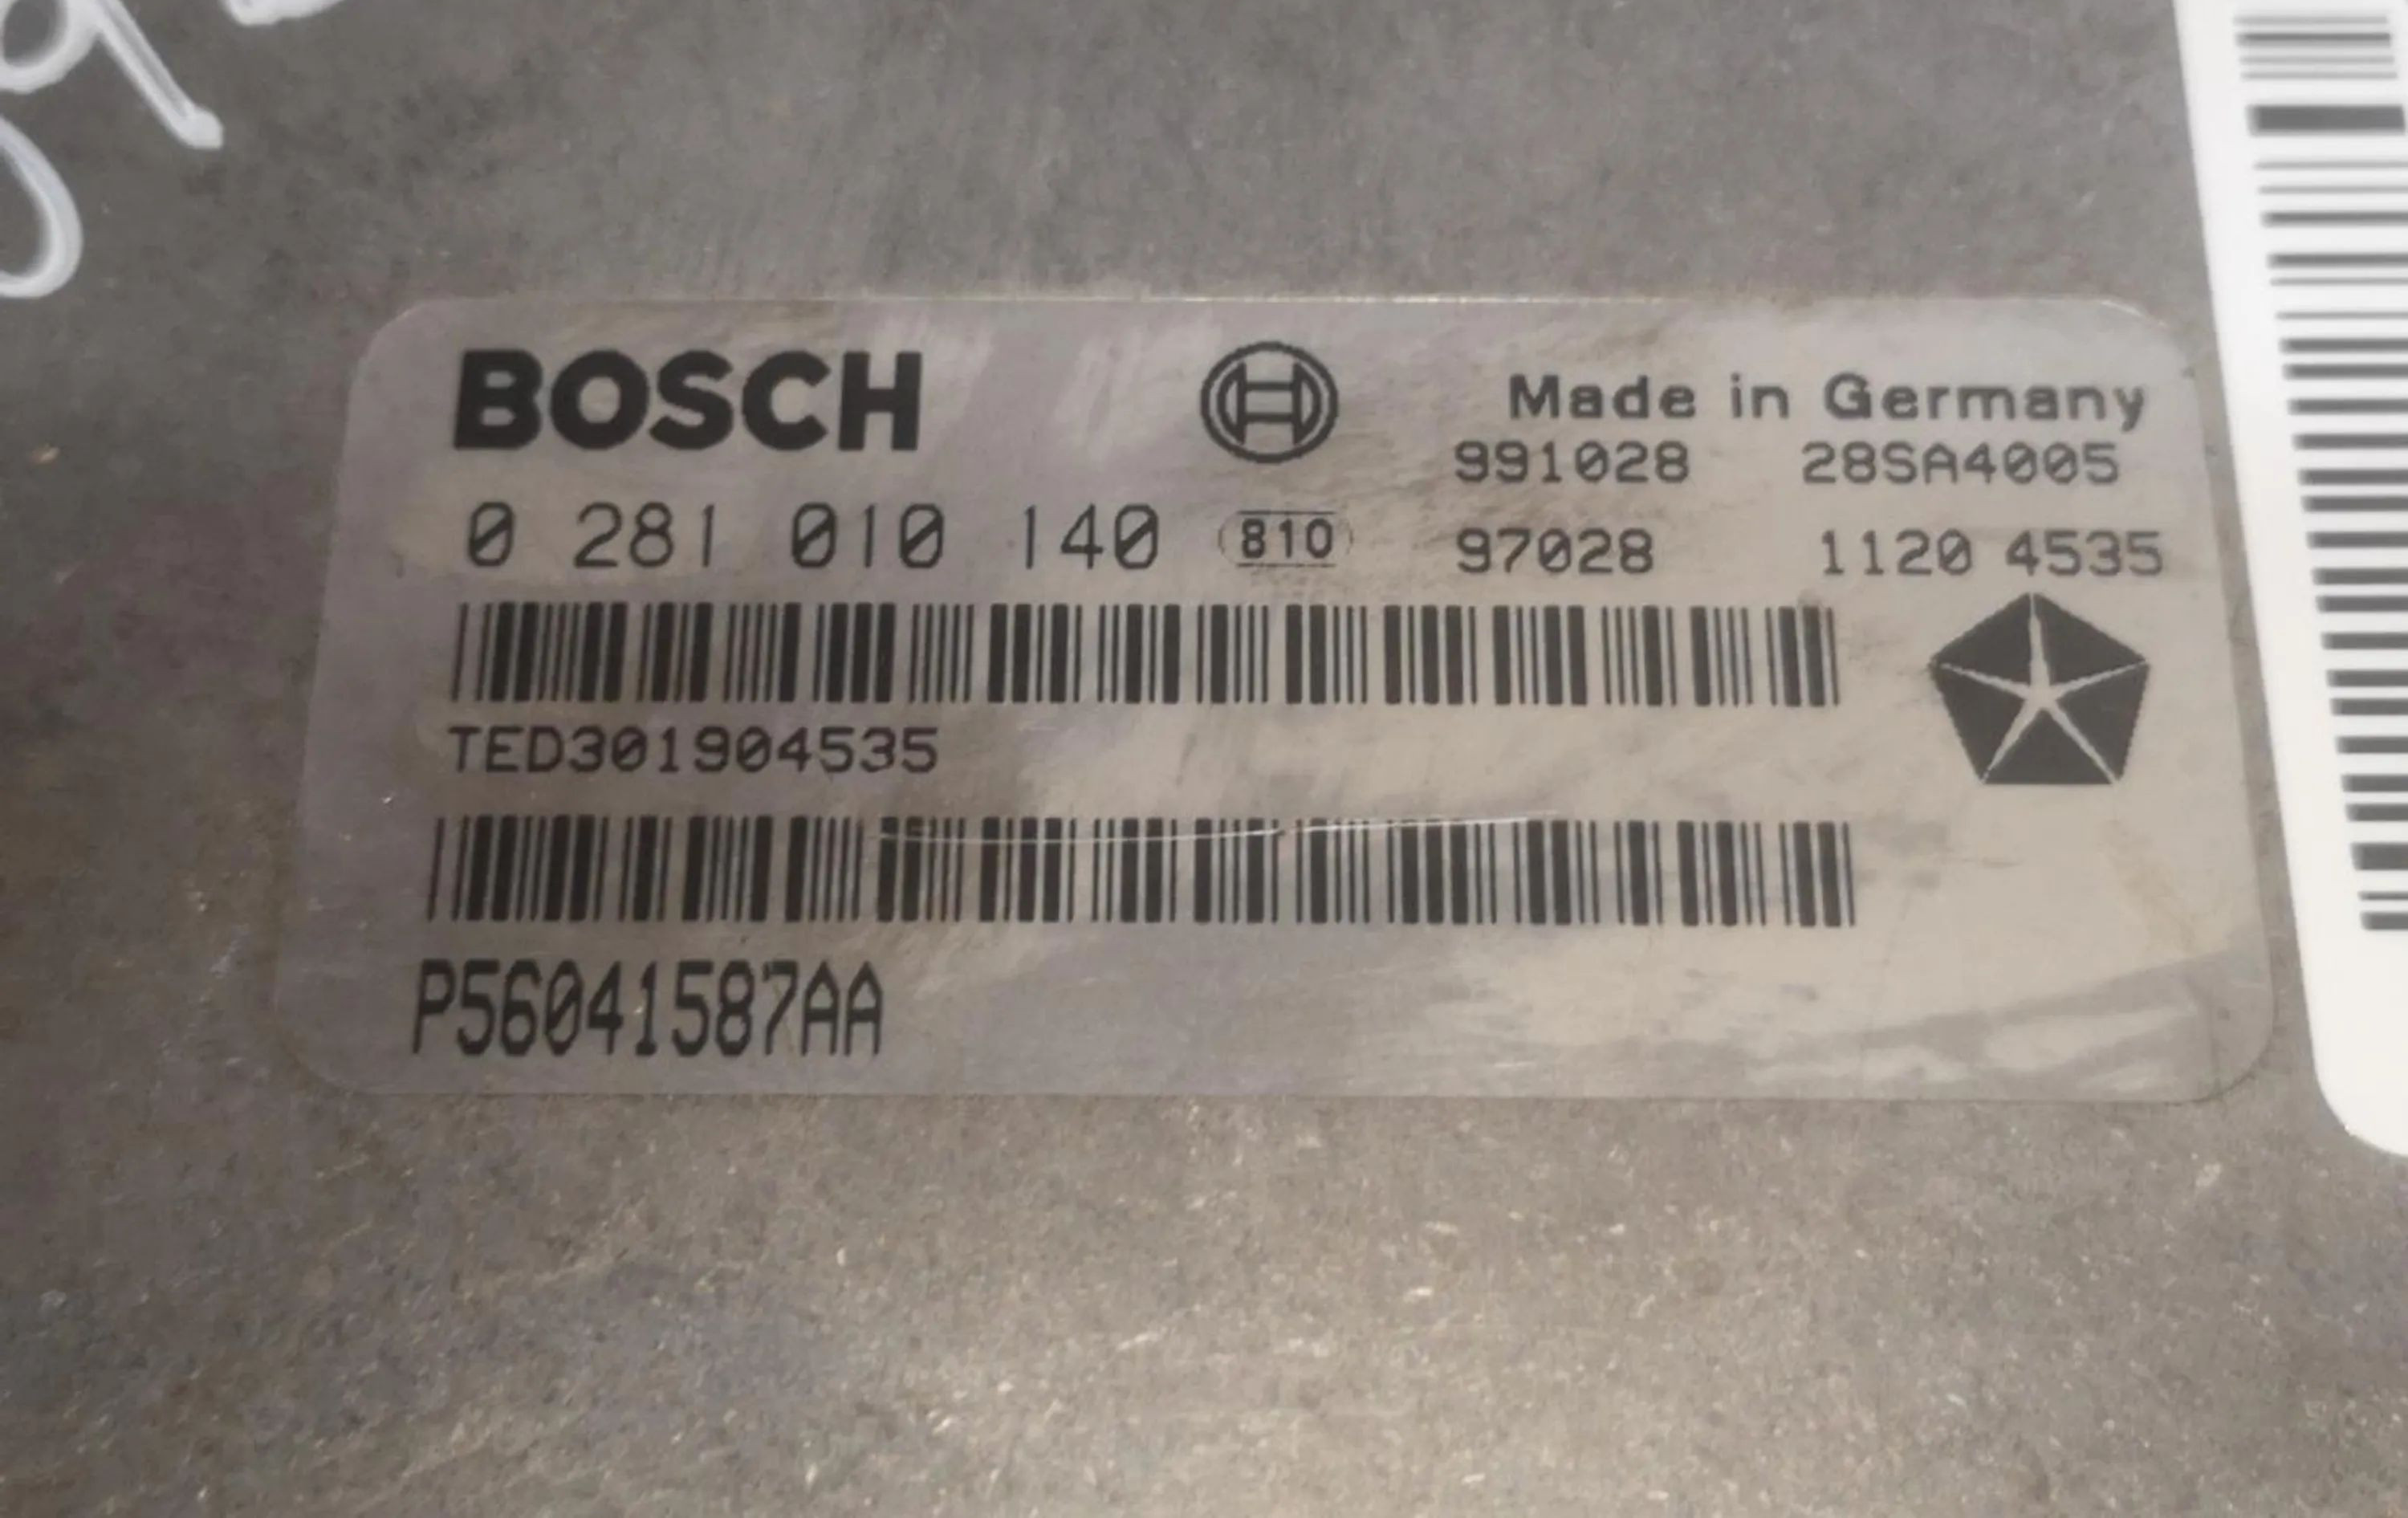 BOSCH
Made in Germany
991028 28SA4005
0 281 010 140 810 97028 1120 4535
TED301904535
P56041587AA